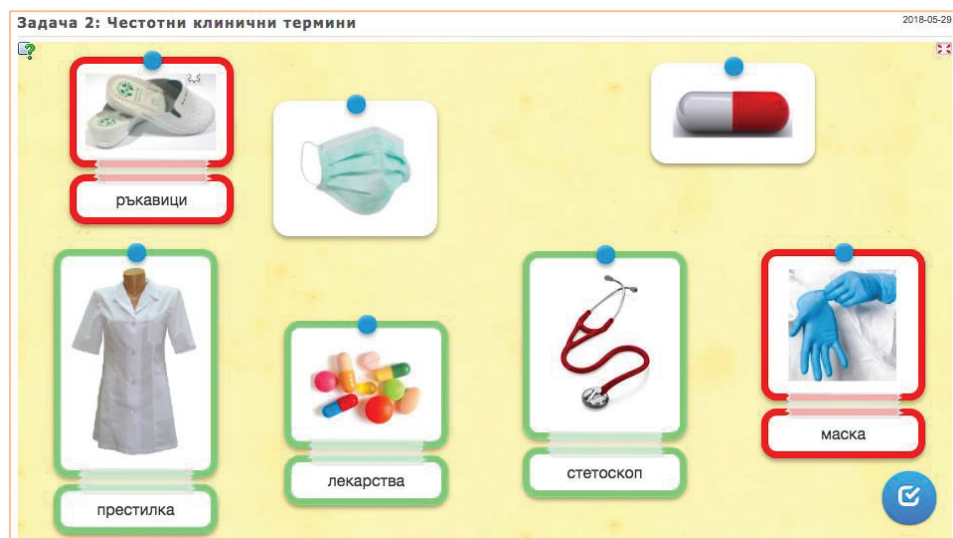 Задача 2: Честотни клинични термини
2018-05-29
ръкавици
престилка
лекарства
стетоскоп
маска